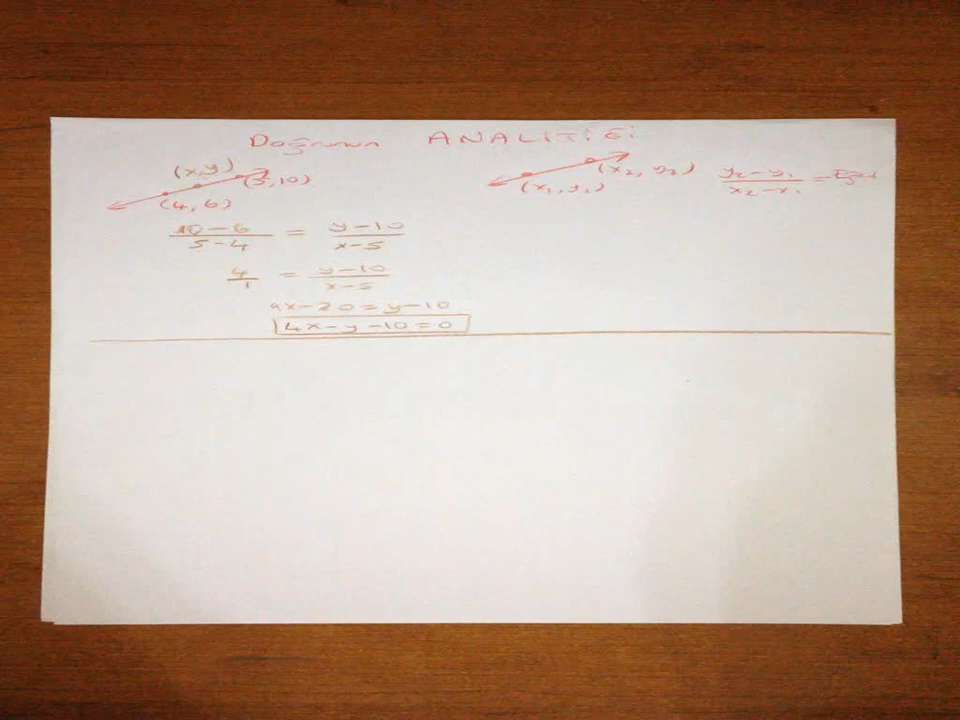 Doğrunun ANALİTİĞİ
(x,y)
(5,10)
(4,6)
(x₂, y₂)
(x₁, y₁)
y₂-y₁ / x₂-x₁ =
10-6 / 5-4 = y-10 / x-5
4 / 1 = y-10 / x-5
4x-20=y-10
4x-y-10=0